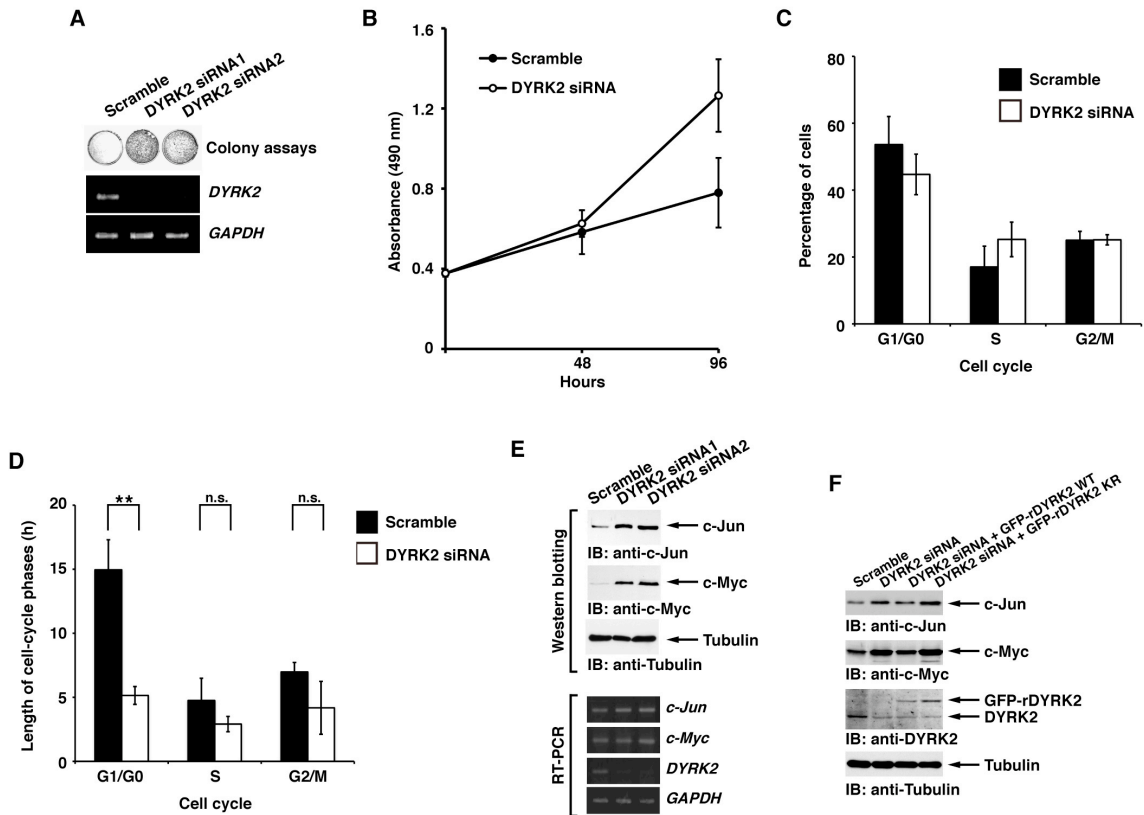 A
Scramble
DYRK2 siRNA1
DYRK2 siRNA2
Colony assays
DYRK2
GAPDH
B
1.6
1.2
0.8
0.4
0
Absorbance (490 nm)
Scramble
DYRK2 siRNA
48
96
Hours
C
80
60
40
20
0
Percentage of cells
Scramble
DYRK2 siRNA
G1/G0
S
G2/M
Cell cycle
D
20
15
10
5
0
Length of cell-cycle phases (h)
**
n.s.
n.s.
Scramble
DYRK2 siRNA
G1/G0
S
G2/M
Cell cycle
E
Scramble
DYRK2 siRNA1
DYRK2 siRNA2
Western blotting
c-Jun
IB: anti-c-Jun
c-Myc
IB: anti-c-Myc
Tubulin
IB: anti-Tubulin
RT-PCR
c-Jun
c-Myc
DYRK2
GAPDH
F
Scramble
DYRK2 siRNA
DYRK2 siRNA + GFP-rDYRK2 WT
DYRK2 siRNA + GFP-rDYRK2 KR
c-Jun
IB: anti-c-Jun
c-Myc
IB: anti-c-Myc
GFP-rDYRK2
DYRK2
IB: anti-DYRK2
Tubulin
IB: anti-Tubulin